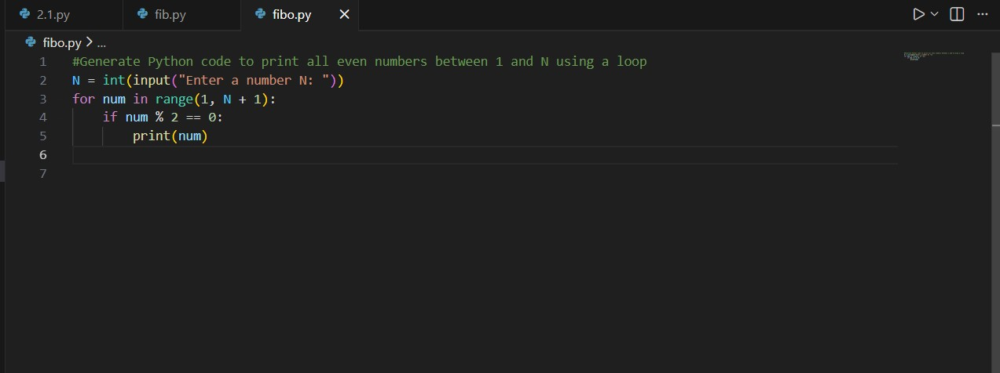 2.1.py fib.py fibo.py
fibo.py > ...
1 #Generate Python code to print all even numbers between 1 and N using a loop
2 N = int(input("Enter a number N: "))
3 for num in range(1, N + 1):
4     if num % 2 == 0:
5         print(num)
6
7